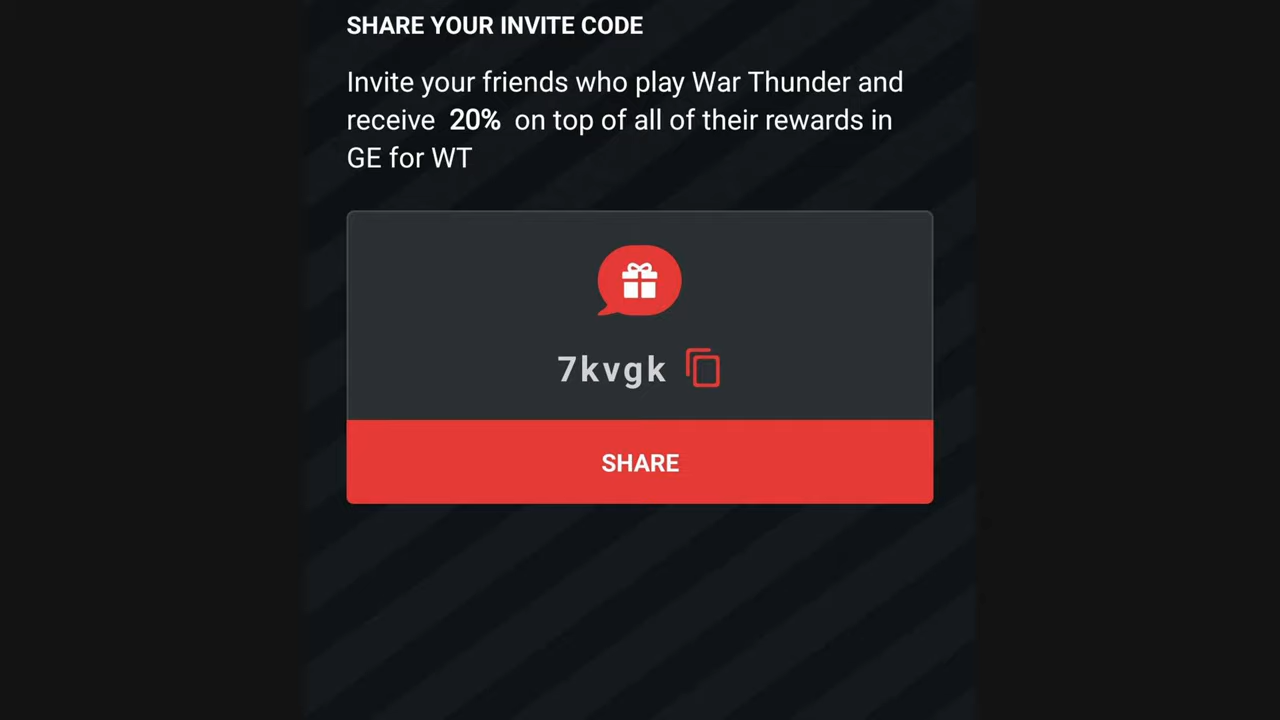 SHARE YOUR INVITE CODE
Invite your friends who play War Thunder and
receive 20% on top of all of their rewards in
GE for WT
7kvgk
SHARE